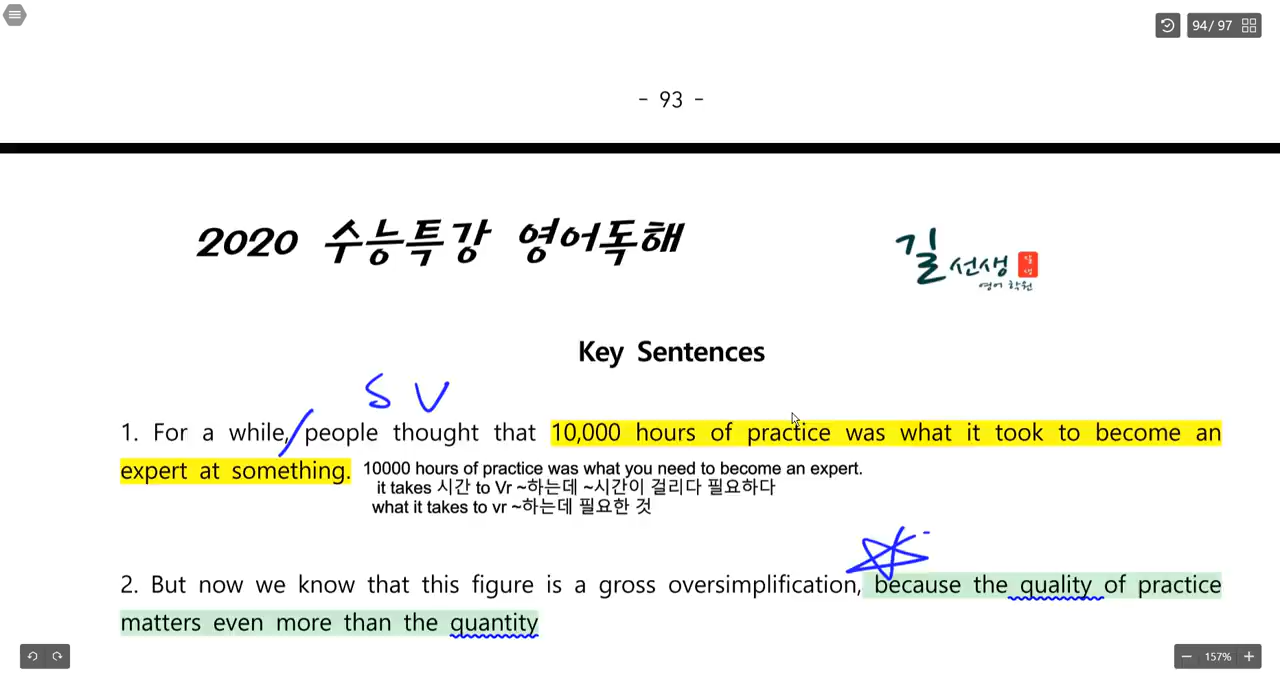 94/ 97
- 93 -
2020 수능특강 영어독해
길선생
영어 학원
Key Sentences
S V
1. For a while, people thought that 10,000 hours of practice was what it took to become an
expert at something. 10000 hours of practice was what you need to become an expert.
it takes 시간 to Vr ~하는데 ~시간이 걸리다 필요하다
what it takes to vr ~하는데 필요한 것
2. But now we know that this figure is a gross oversimplification, because the quality of practice
matters even more than the quantity
157%